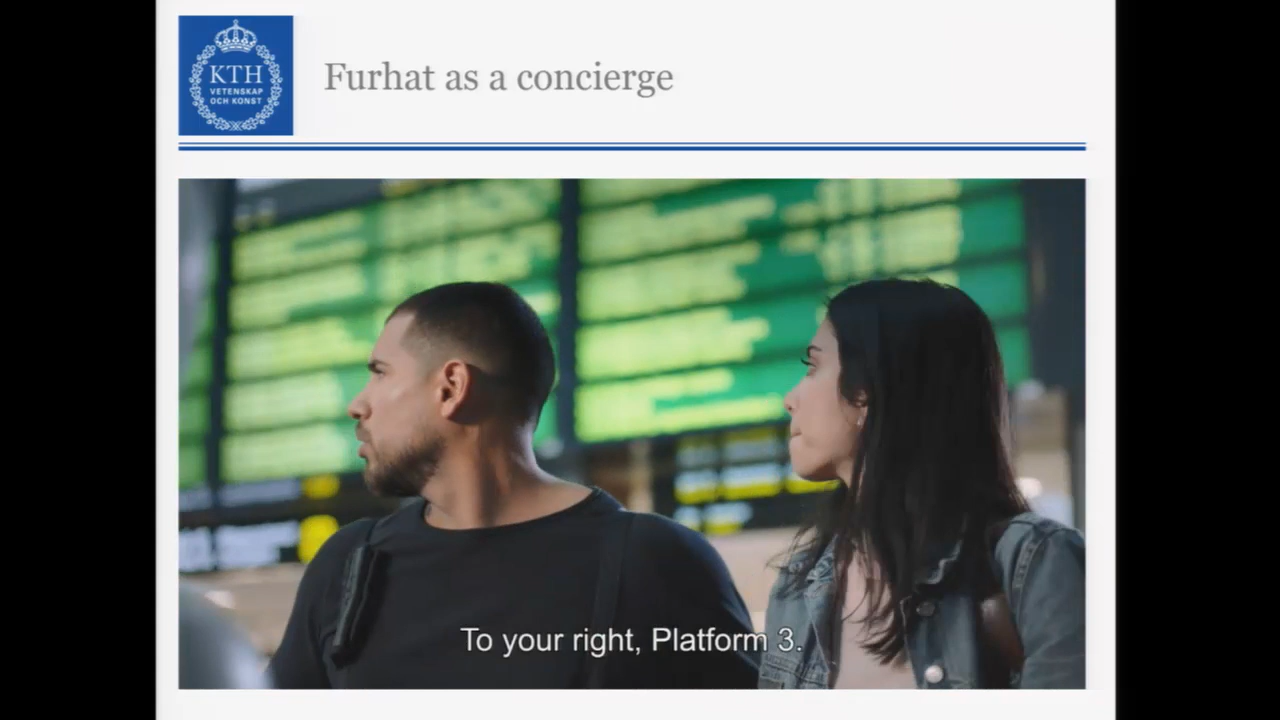 KTH
VETENSKAP
OCH KONST
Furhat as a concierge
To your right, Platform 3.